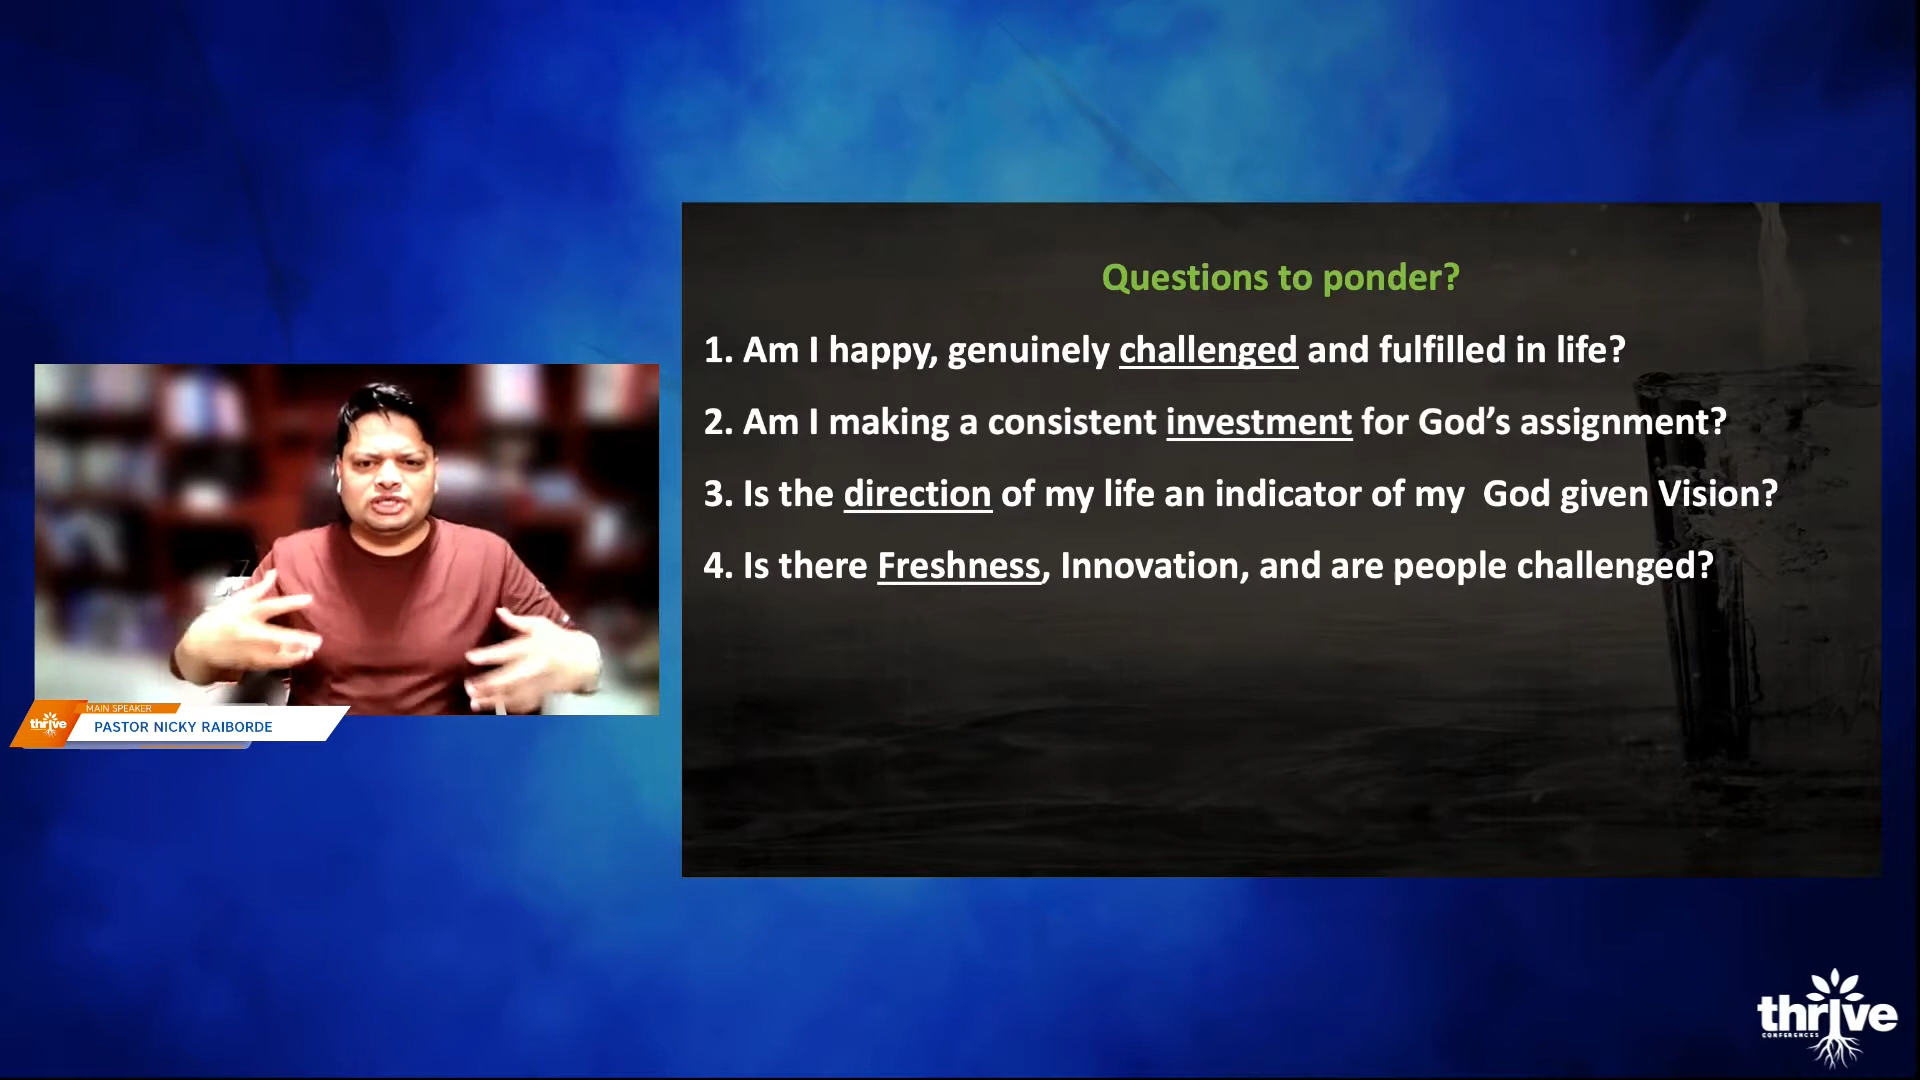 Questions to ponder?
1. Am I happy, genuinely challenged and fulfilled in life?
2. Am I making a consistent investment for God’s assignment?
3. Is the direction of my life an indicator of my  God given Vision?
4. Is there Freshness, Innovation, and are people challenged?
MAIN SPEAKER
thrive
PASTOR NICKY RAIBORDE
thrive
CONFERENCES